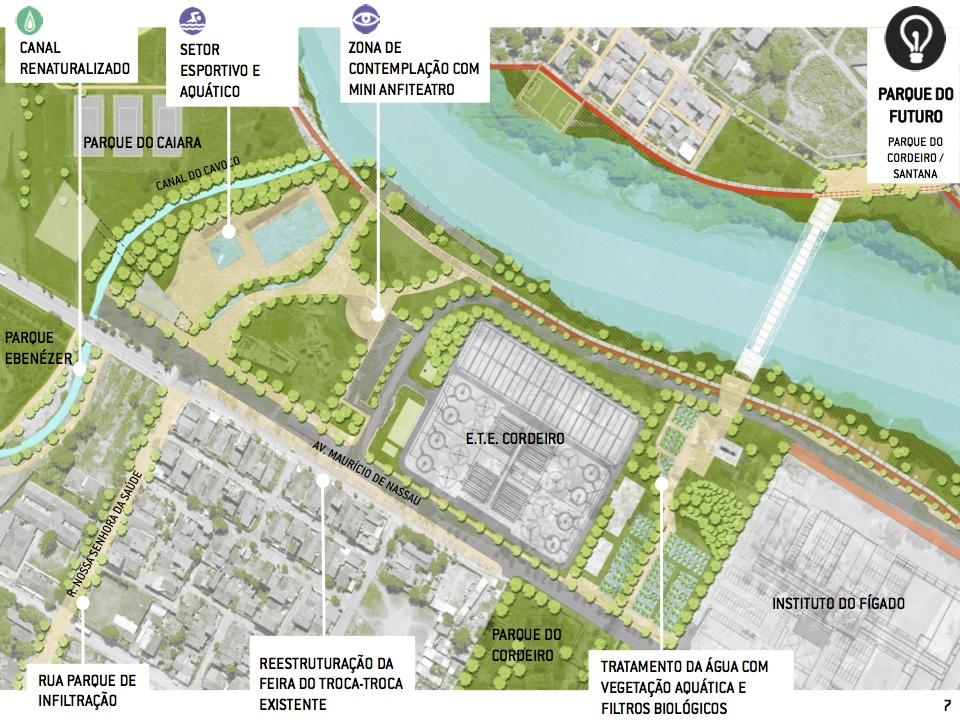 CANAL
RENATURALIZADO
SETOR
ESPORTIVO E
AQUÁTICO
ZONA DE
CONTEMPLAÇÃO COM
MINI ANFITEATRO
PARQUE DO
FUTURO
PARQUE DO
CORDEIRO /
SANTANA
PARQUE DO CAIARA
CANAL DO CAVOCO
PARQUE
EBENÉZER
E.T.E. CORDEIRO
AV. MAURÍCIO DE NASSAU
R. NOSSA SENHORA DA SAÚDE
INSTITUTO DO FÍGADO
PARQUE DO
CORDEIRO
RUA PARQUE DE
INFILTRAÇÃO
REESTRUTURAÇÃO DA
FEIRA DO TROCA-TROCA
EXISTENTE
TRATAMENTO DA ÁGUA COM
VEGETAÇÃO AQUÁTICA E
FILTROS BIOLÓGICOS
7